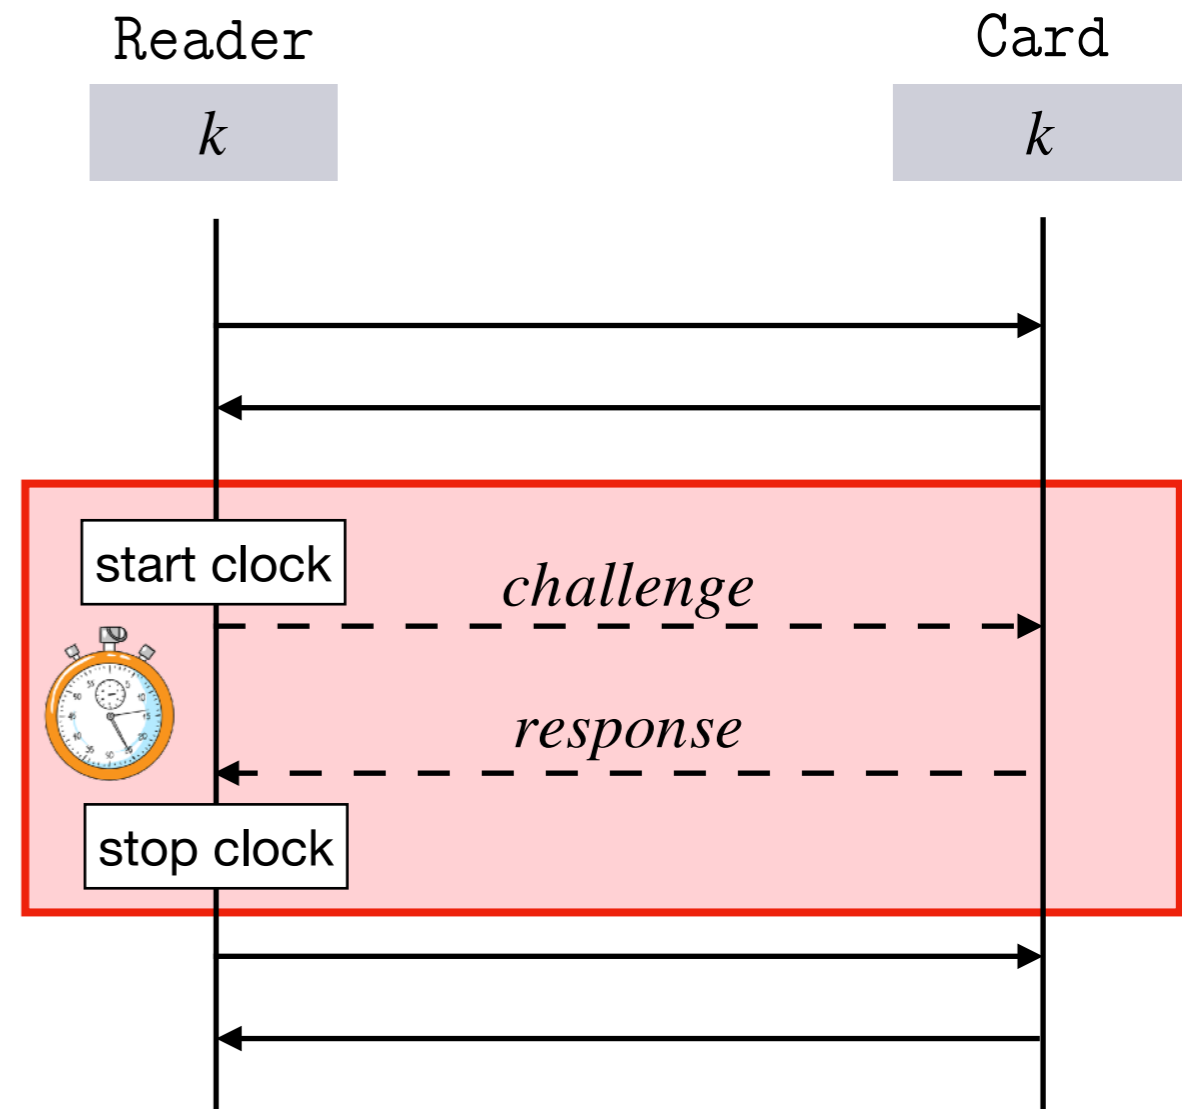 Reader Card
k k
start clock
challenge
response
stop clock